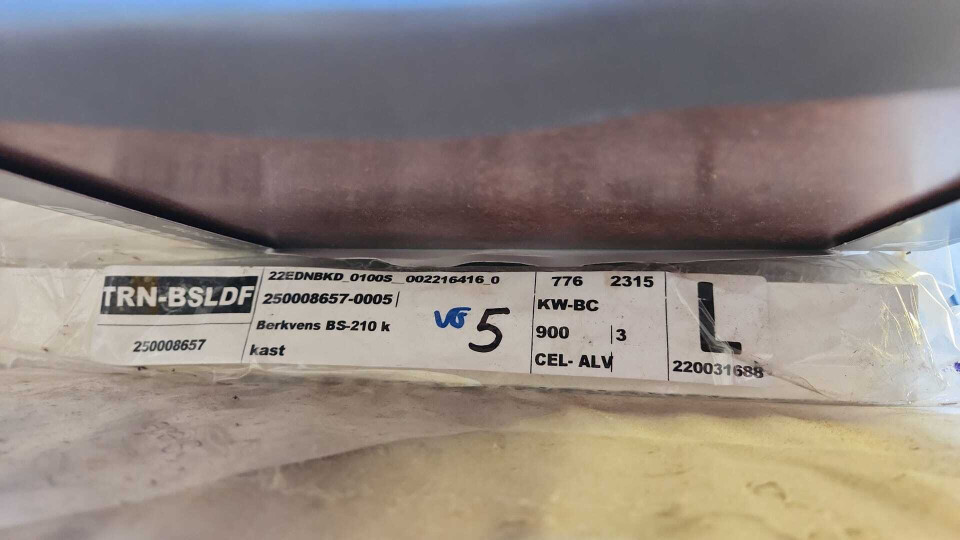 TRN-BSLDF
250008657
22EDNBKD_0100S__002216416_0
250008657-0005
Berkvens BS-210 k
kast
VG 5
776 2315
KW-BC
900 3
CEL- ALV
L
220031688